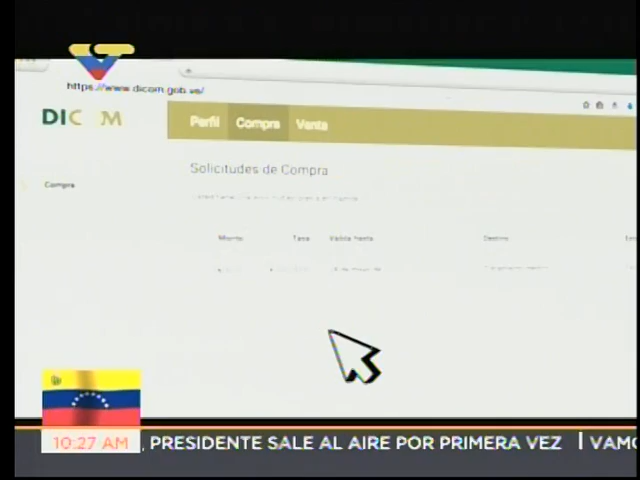 https://www.dicom.gob.ve/
DICOM
Perfil Compra Venta
Solicitudes de Compra
Compra
Monto Tasa Válida hasta Destino
10:27 AM , PRESIDENTE SALE AL AIRE POR PRIMERA VEZ | VAMO